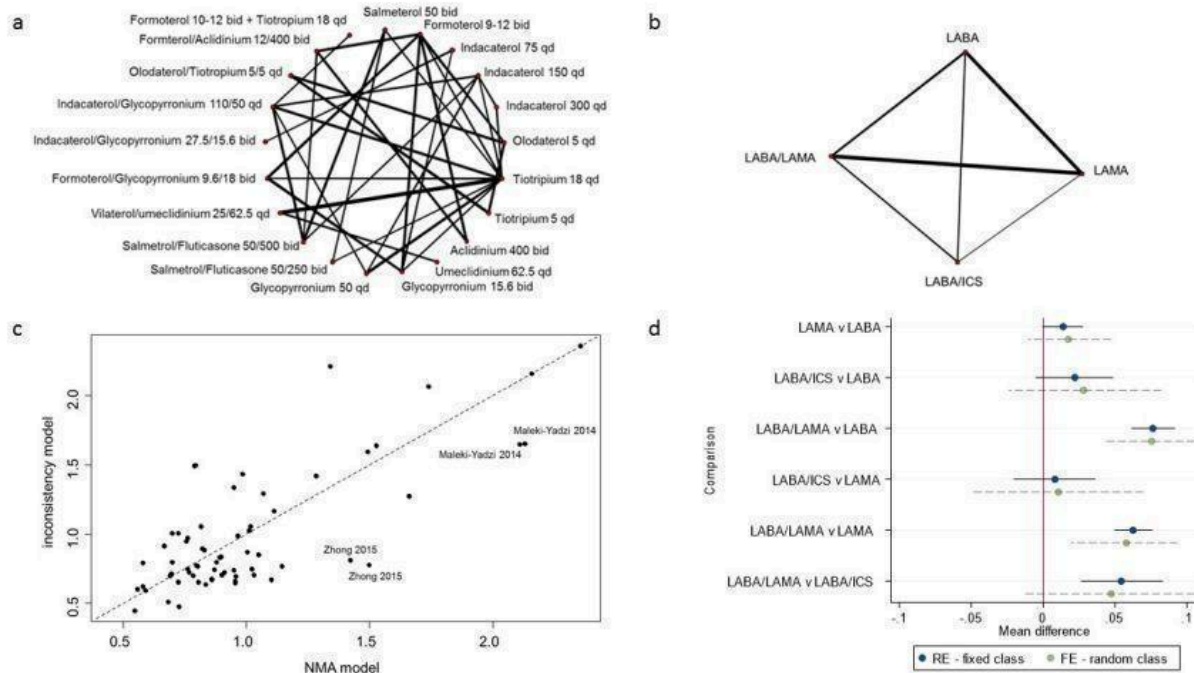 a
Formoterol 10-12 bid + Tiotropium 18 qd
Salmeterol 50 bid
Formoterol 9-12 bid
Formterol/Aclidinium 12/400 bid
Indacaterol 75 qd
Olodaterol/Tiotropium 5/5 qd
Indacaterol 150 qd
Indacaterol/Glycopyrronium 110/50 qd
Indacaterol 300 qd
Indacaterol/Glycopyrronium 27.5/15.6 bid
Olodaterol 5 qd
Formoterol/Glycopyrronium 9.6/18 bid
Tiotripium 18 qd
Vilaterol/umeclidinium 25/62.5 qd
Tiotripium 5 qd
Salmetrol/Fluticasone 50/500 bid
Aclidinium 400 bid
Salmetrol/Fluticasone 50/250 bid
Umeclidinium 62.5 qd
Glycopyrronium 50 qd
Glycopyrronium 15.6 bid
b
LABA
LABA/LAMA
LAMA
LABA/ICS
c
inconsistency model
2.0
1.5
1.0
0.5
Maleki-Yadzi 2014
Maleki-Yadzi 2014
Zhong 2015
Zhong 2015
0.5 1.0 1.5 2.0
NMA model
d
Comparison
LAMA v LABA
LABA/ICS v LABA
LABA/LAMA v LABA
LABA/ICS v LAMA
LABA/LAMA v LAMA
LABA/LAMA v LABA/ICS
-.1 0 .1
Mean difference
RE - fixed class FE - random class